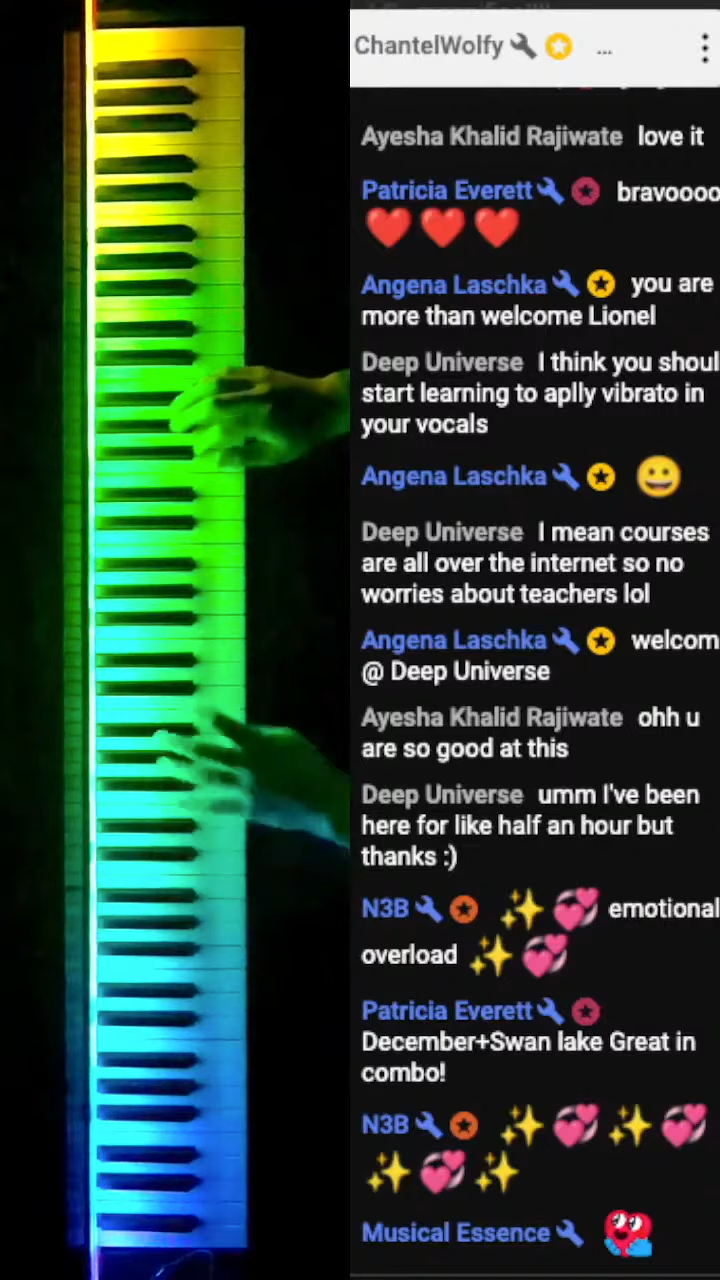 ChantelWolfy ...
Ayesha Khalid Rajiwate love it
Patricia Everett bravoooo
Angena Laschka you are
more than welcome Lionel
Deep Universe I think you shoul
start learning to aplly vibrato in
your vocals
Angena Laschka
Deep Universe I mean courses
are all over the internet so no
worries about teachers lol
Angena Laschka welcom
@ Deep Universe
Ayesha Khalid Rajiwate ohh u
are so good at this
Deep Universe umm I've been
here for like half an hour but
thanks :)
N3B ✨ 💞 emotional
overload ✨ 💞
Patricia Everett
December+Swan lake Great in
combo!
N3B ✨ 💞 ✨ 💞
Musical Essence